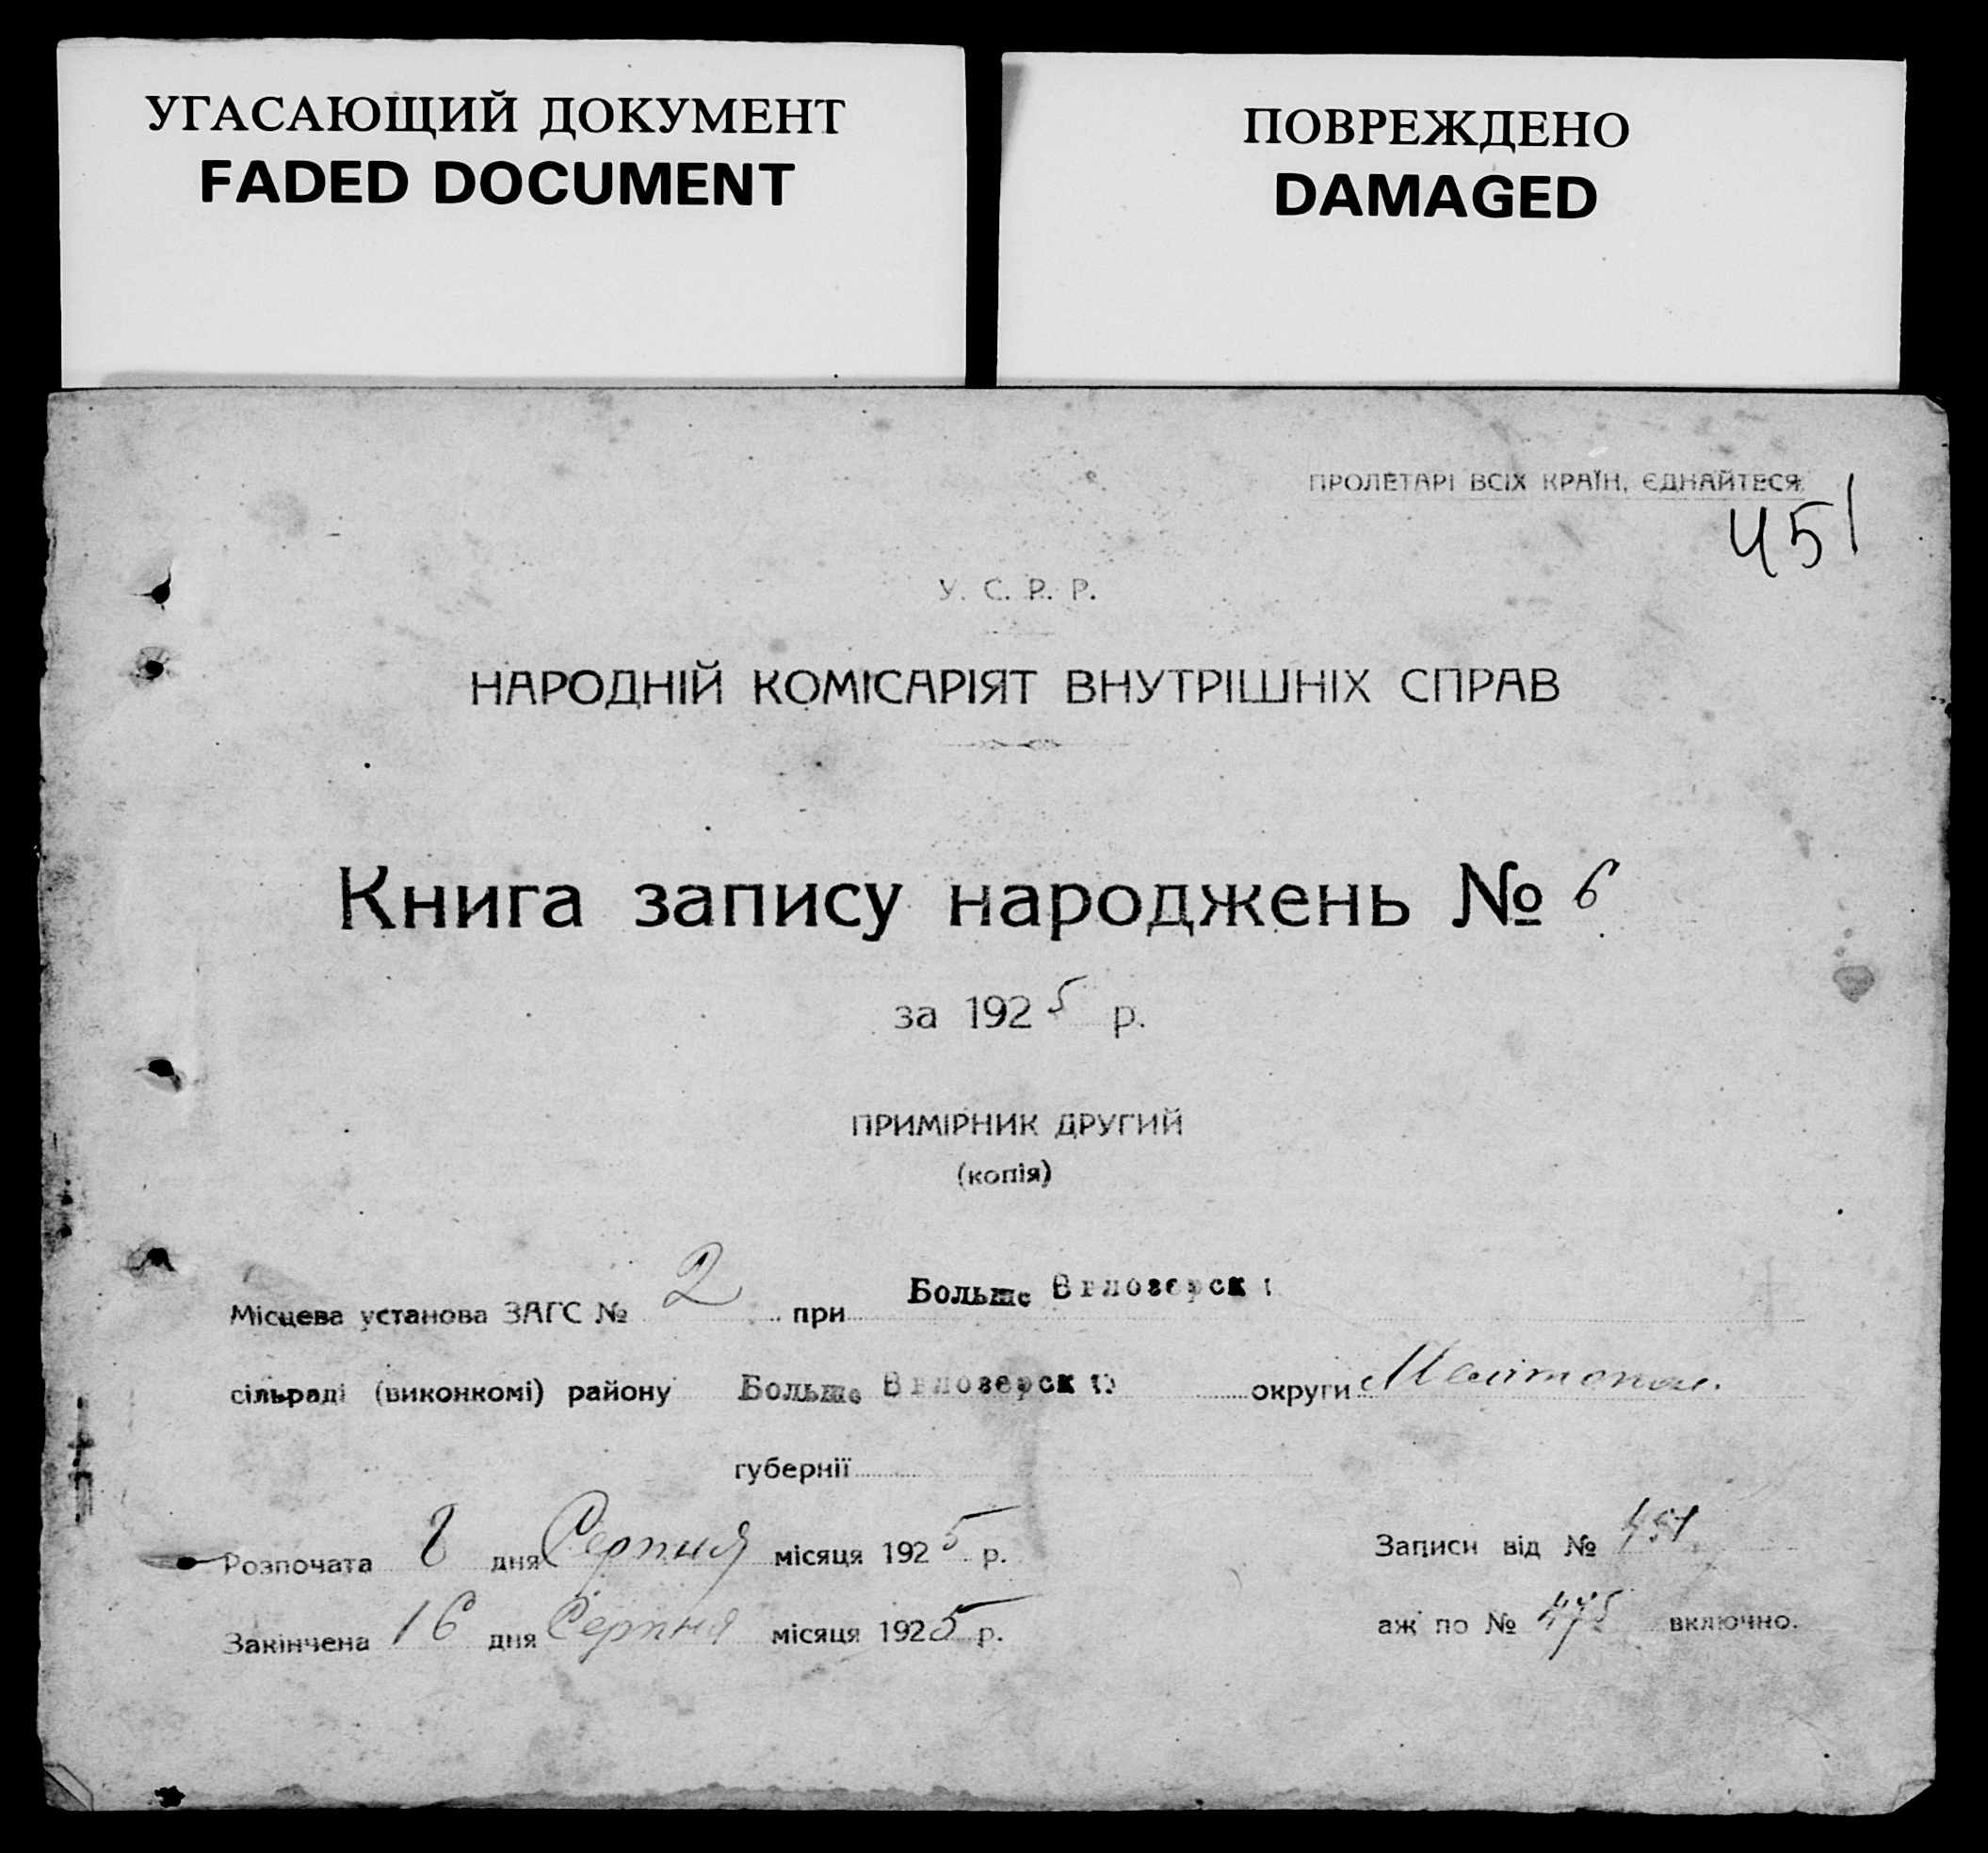 УГАСАЮЩИЙ ДОКУМЕНТ
FADED DOCUMENT
ПОВРЕЖДЕНО
DAMAGED
ПРОЛЕТАРІ ВСІХ КРАЇН, ЄДНАЙТЕСЯ
451
У. С. Р. Р.
НАРОДНІЙ КОМІСАРІЯТ ВНУТРІШНІХ СПРАВ
Книга запису народжень № 6
за 1925 р.
ПРИМІРНИК ДРУГИЙ
(копія)
Місцева установа ЗАГС № 2 при Больше
сільраді (виконкомі) району Больше округи Мелітопол.
губернії
Розпочата 8 дня Серпня місяця 1925 р.
Записи від № 451
Закінчена 16 дня Серпня місяця 1925 р.
аж по № 475 включно.